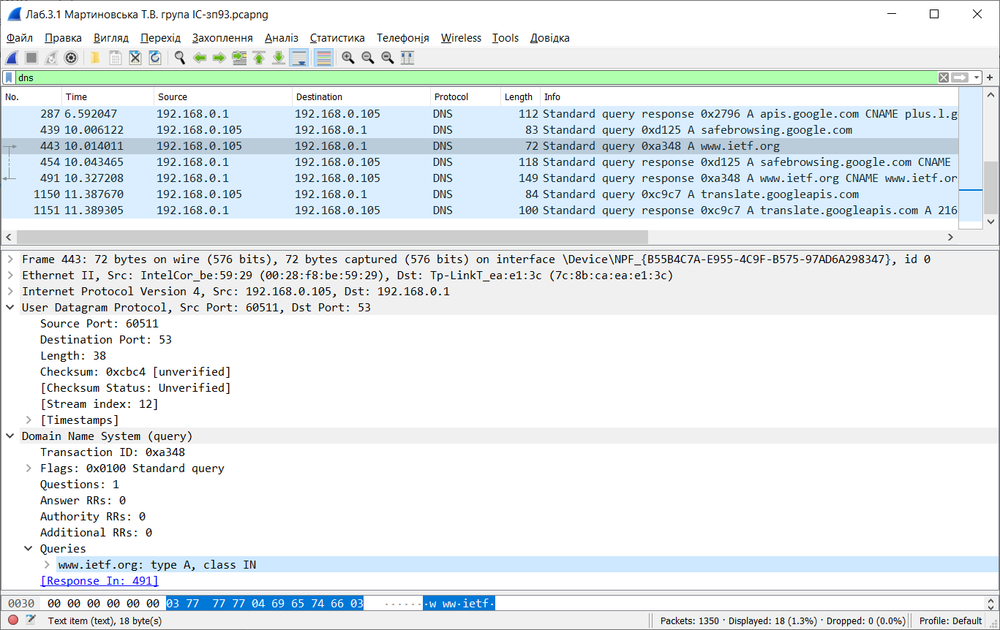 Лаб.3.1 Мартиновська Т.В. група ІС-зп93.pcapng
Файл Правка Вигляд Перехід Захоплення Аналіз Статистика Телефонія Wireless Tools Довідка
dns
No. Time Source Destination Protocol Length Info
287 6.592047 192.168.0.1 192.168.0.105 DNS 112 Standard query response 0x2796 A apis.google.com CNAME plus.l.g
439 10.006122 192.168.0.105 192.168.0.1 DNS 83 Standard query 0xd125 A safebrowsing.google.com
443 10.014011 192.168.0.105 192.168.0.1 DNS 72 Standard query 0xa348 A www.ietf.org
454 10.043465 192.168.0.1 192.168.0.105 DNS 118 Standard query response 0xd125 A safebrowsing.google.com CNAME
491 10.327208 192.168.0.1 192.168.0.105 DNS 149 Standard query response 0xa348 A www.ietf.org CNAME www.ietf.or
1150 11.387670 192.168.0.105 192.168.0.1 DNS 84 Standard query 0xc9c7 A translate.googleapis.com
1151 11.389305 192.168.0.1 192.168.0.105 DNS 100 Standard query response 0xc9c7 A translate.googleapis.com A 216
Frame 443: 72 bytes on wire (576 bits), 72 bytes captured (576 bits) on interface \Device\NPF_{B55B4C7A-E955-4C9F-B575-97AD6A298347}, id 0
Ethernet II, Src: IntelCor_be:59:29 (00:28:f8:be:59:29), Dst: Tp-LinkT_ea:e1:3c (7c:8b:ca:ea:e1:3c)
Internet Protocol Version 4, Src: 192.168.0.105, Dst: 192.168.0.1
User Datagram Protocol, Src Port: 60511, Dst Port: 53
Source Port: 60511
Destination Port: 53
Length: 38
Checksum: 0xcbc4 [unverified]
[Checksum Status: Unverified]
[Stream index: 12]
[Timestamps]
Domain Name System (query)
Transaction ID: 0xa348
Flags: 0x0100 Standard query
Questions: 1
Answer RRs: 0
Authority RRs: 0
Additional RRs: 0
Queries
www.ietf.org: type A, class IN
[Response In: 491]
0030 00 00 00 00 00 00 03 77 77 77 04 69 65 74 66 03 ·······w ww·ietf·
Text item (text), 18 byte(s) Packets: 1350 · Displayed: 18 (1.3%) · Dropped: 0 (0.0%) Profile: Default